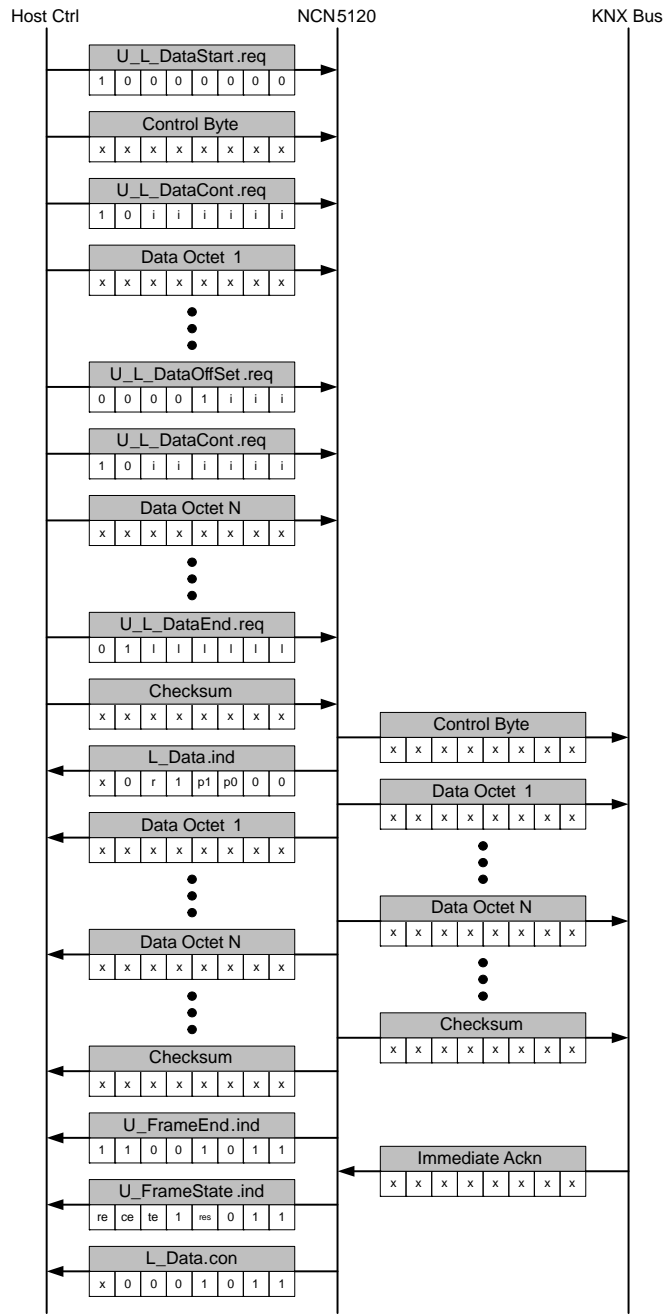 Host Ctrl NCN5120 KNX Bus
U_L_DataStart.req
1 0 0 0 0 0 0 0
Control Byte
x x x x x x x x
U_L_DataCont.req
1 0 i i i i i i
Data Octet 1
x x x x x x x x
U_L_DataOffSet.req
0 0 0 0 1 i i i
U_L_DataCont.req
1 0 i i i i i i
Data Octet N
x x x x x x x x
U_L_DataEnd.req
0 1 l l l l l l
Checksum
x x x x x x x x
Control Byte
x x x x x x x x
L_Data.ind
x 0 r 1 p1 p0 0 0
Data Octet 1
x x x x x x x x
Data Octet 1
x x x x x x x x
Data Octet N
x x x x x x x x
Data Octet N
x x x x x x x x
Checksum
x x x x x x x x
Checksum
x x x x x x x x
U_FrameEnd.ind
1 1 0 0 1 0 1 1
Immediate Ackn
x x x x x x x x
U_FrameState.ind
re ce te 1 res 0 1 1
L_Data.con
x 0 0 0 1 0 1 1